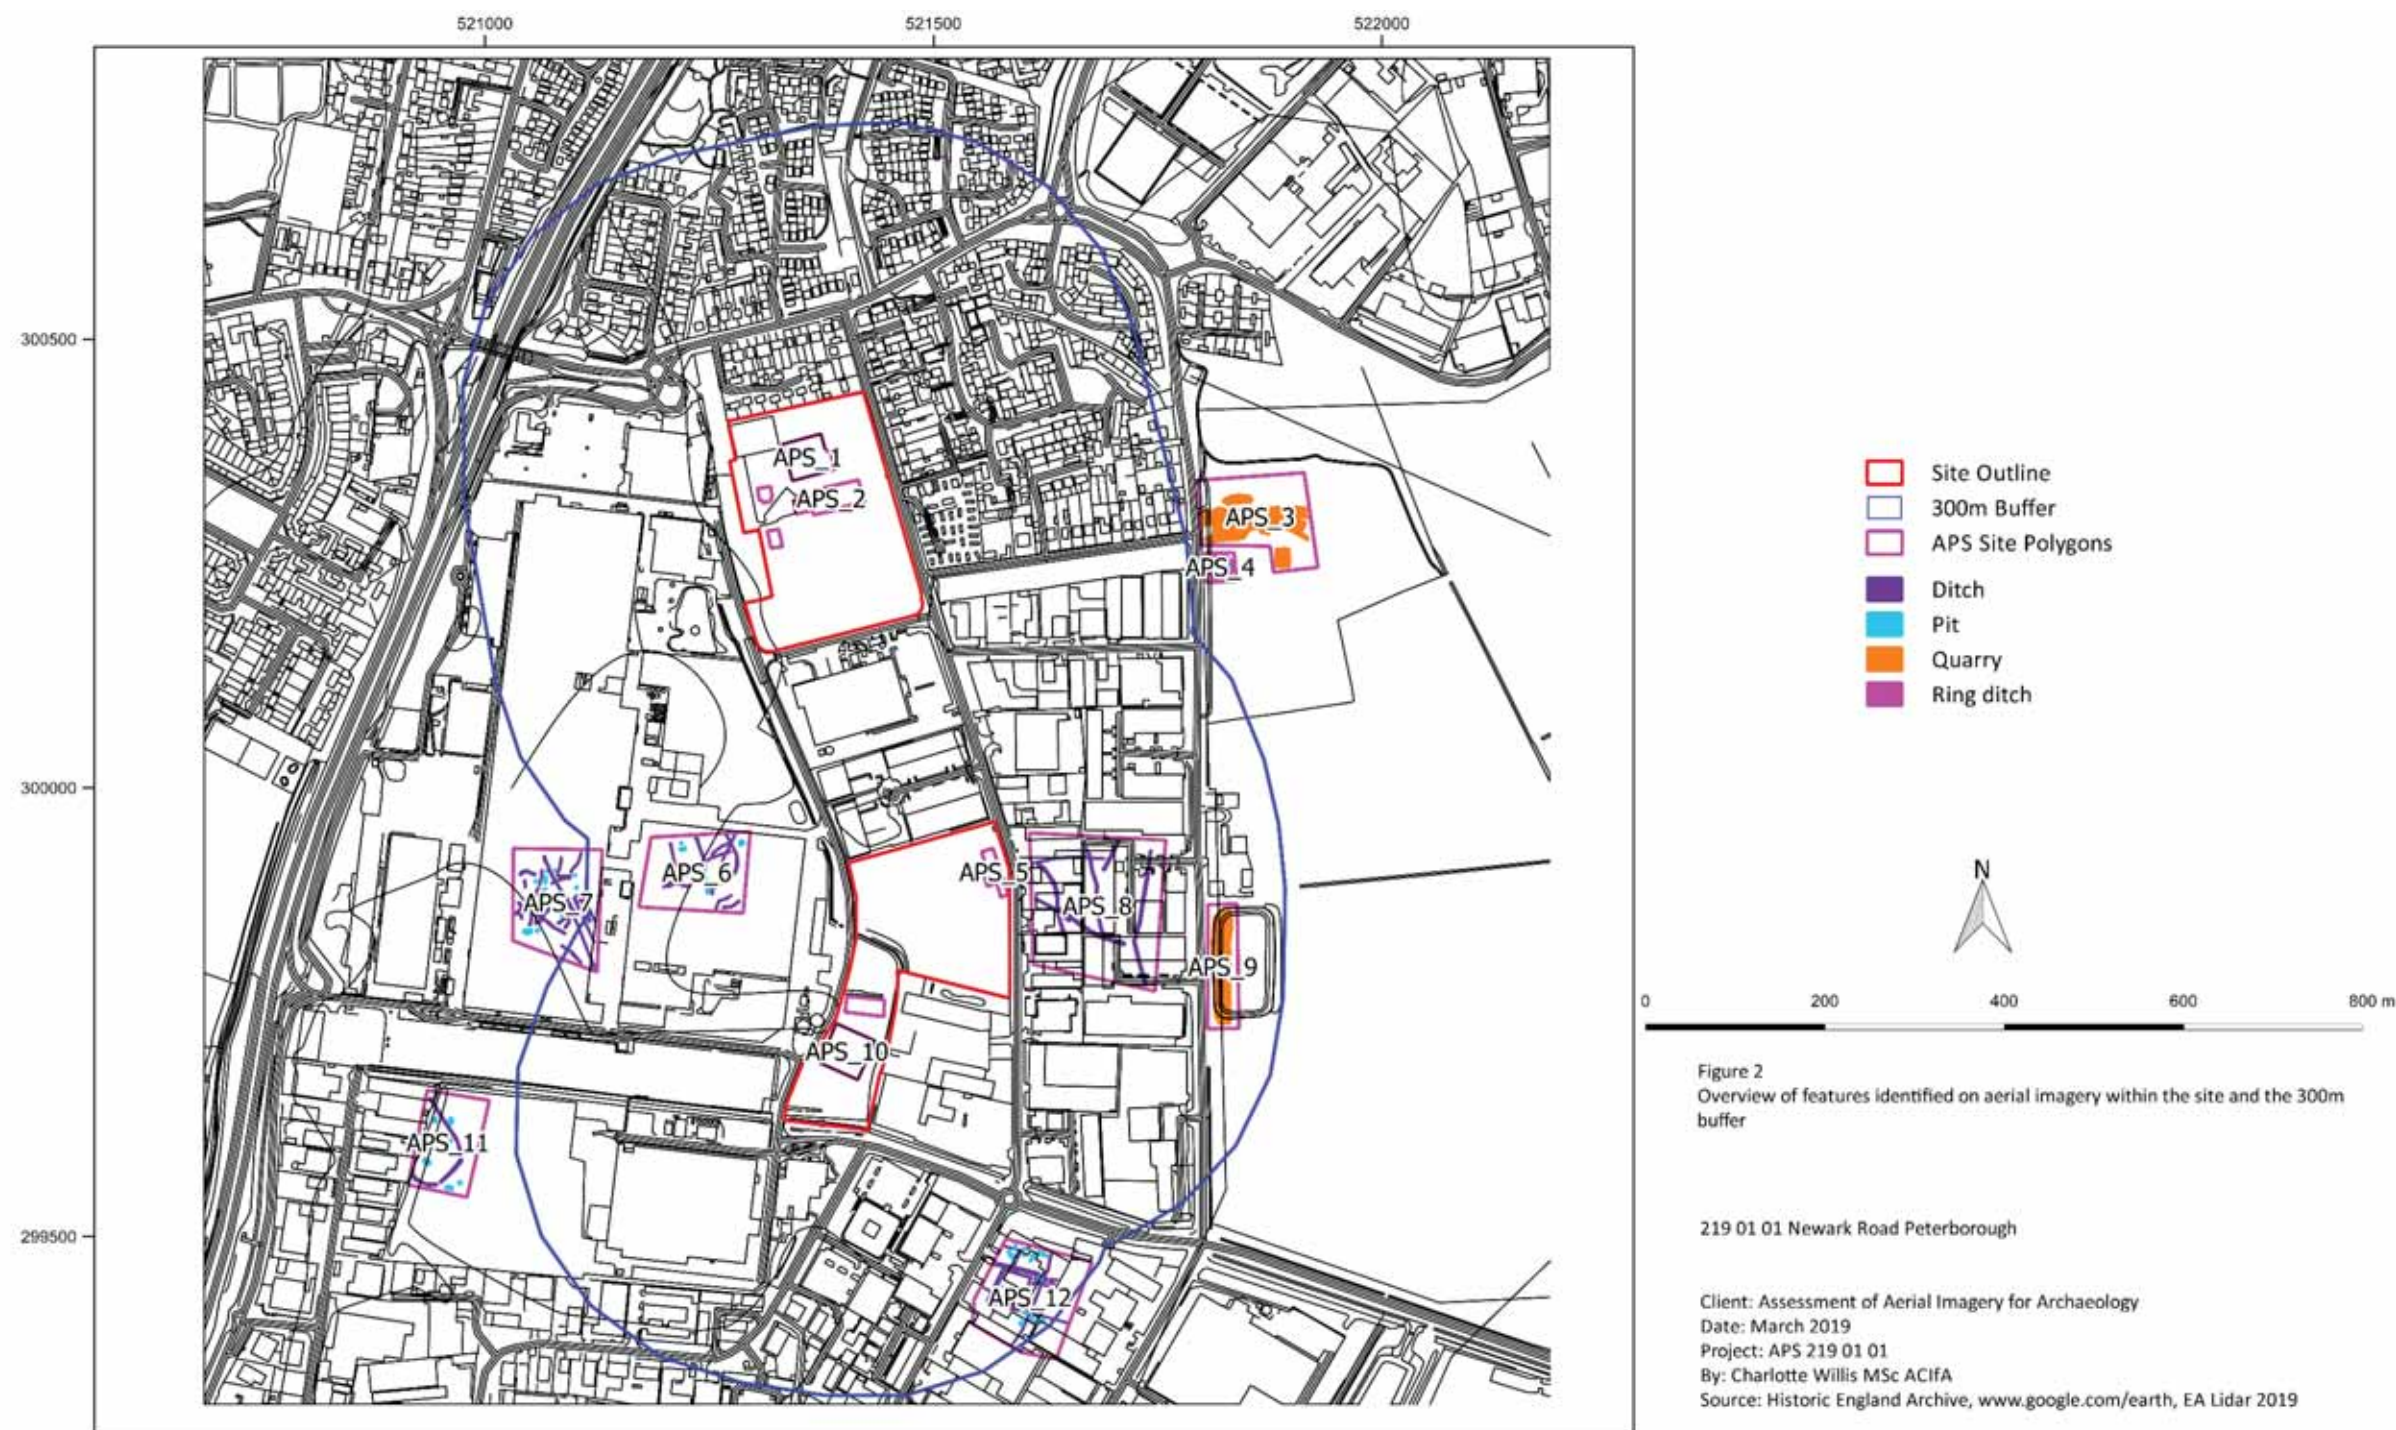 521000
521500
522000
300500
300000
299500
APS_1
APS_2
APS_3
APS_4
APS_5
APS_6
APS_7
APS_8
APS_9
APS_10
APS_11
APS_12
Site Outline
300m Buffer
APS Site Polygons
Ditch
Pit
Quarry
Ring ditch
N
0 200 400 600 800 m
Figure 2
Overview of features identified on aerial imagery within the site and the 300m
buffer
219 01 01 Newark Road Peterborough
Client: Assessment of Aerial Imagery for Archaeology
Date: March 2019
Project: APS 219 01 01
By: Charlotte Willis MSc ACIfA
Source: Historic England Archive, www.google.com/earth, EA Lidar 2019